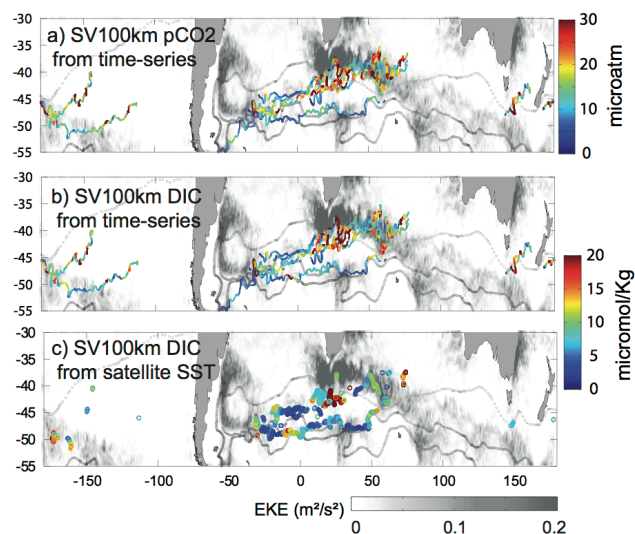 -30
-35
-40
-45
-50
-55
a) SV100km pCO2
from time-series
30
20
10
0
microatm
-30
-35
-40
-45
-50
-55
b) SV100km DIC
from time-series
-30
-35
-40
-45
-50
-55
c) SV100km DIC
from satellite SST
20
15
10
5
0
micromol/Kg
-150 -100 -50 0 50 100 150
EKE (m²/s²)
0 0.1 0.2